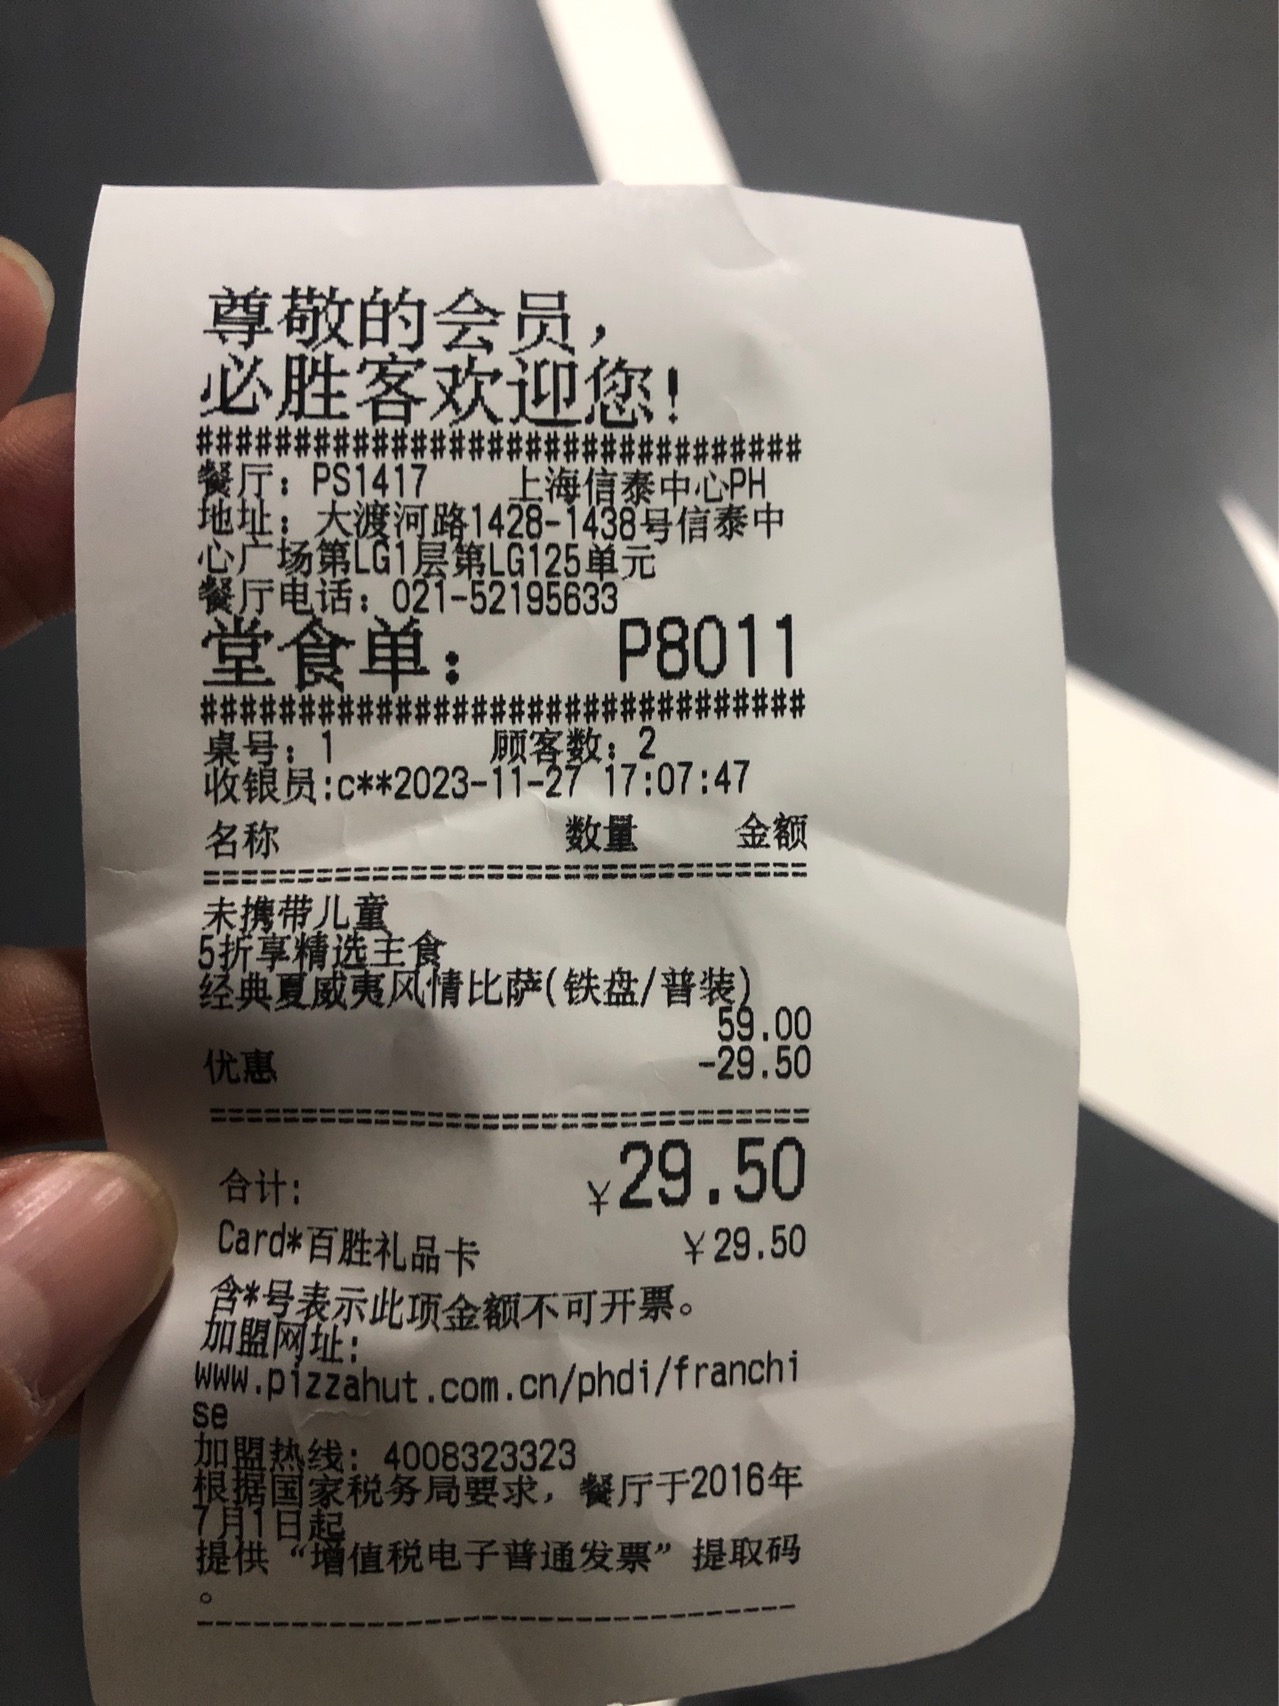 尊敬的会员，
必胜客欢迎您！
################################
餐厅：PS1417 上海信泰中心PH
地址：大渡河路1428-1438号信泰中
心广场第LG1层第LG125单元
餐厅电话：021-52195633
堂食单： P8011
################################
桌号：1 顾客数：2
收银员:c**2023-11-27 17:07:47
名称 数量 金额
================================
未携带儿童
5折享精选主食
经典夏威夷风情比萨(铁盘/普装)
59.00
优惠 -29.50
================================
合计： ￥29.50
Card*百胜礼品卡 ￥29.50
含*号表示此项金额不可开票。
加盟网址：
www.pizzahut.com.cn/phdi/franchi
se
加盟热线：4008323323
根据国家税务局要求，餐厅于2016年
7月1日起
提供“增值税电子普通发票”提取码
。
--------------------------------